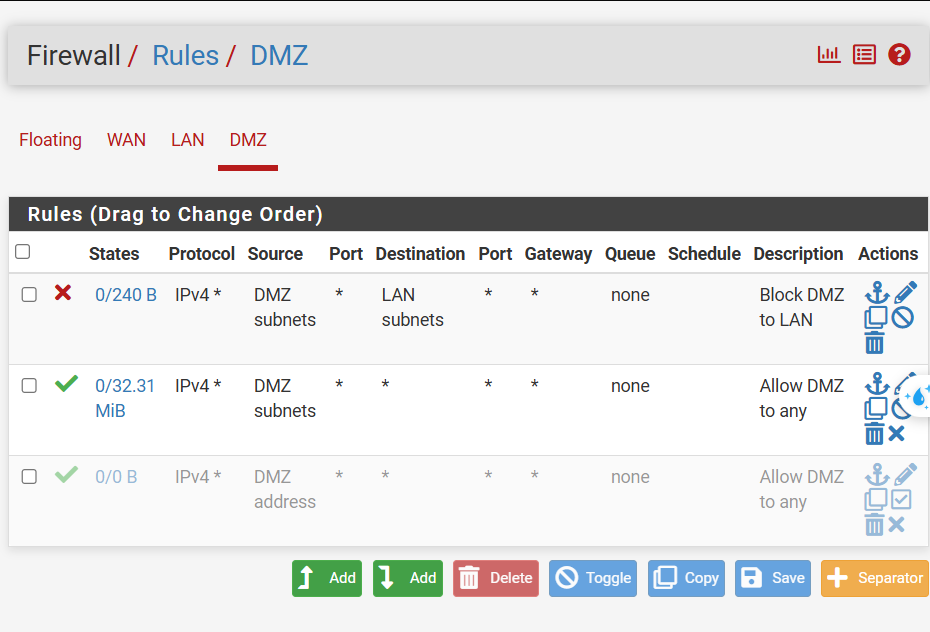 Firewall / Rules / DMZ
Floating WAN LAN DMZ
Rules (Drag to Change Order)
States Protocol Source Port Destination Port Gateway Queue Schedule Description Actions
0/240 B IPv4 * DMZ * LAN * * none Block DMZ
subnets subnets to LAN
0/32.31 IPv4 * DMZ * * * * none Allow DMZ
MiB subnets to any
0/0 B IPv4 * DMZ * * * * none Allow DMZ
address to any
Add Add Delete Toggle Copy Save Separator